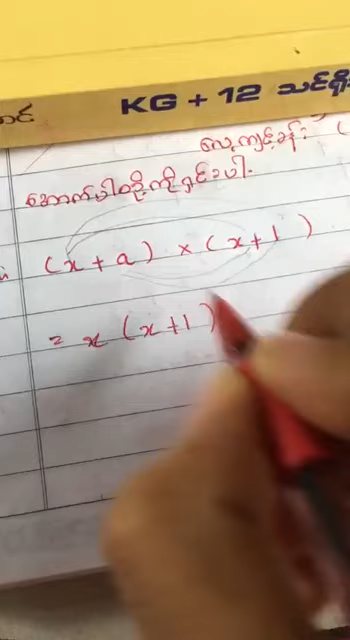 KG + 12 သင်ရိုး
လေ့ကျင့်ခန်း (
အောက်ပါတို့ကိုရှင်းပါ။
(x + a) × (x + 1)
= x (x + 1)